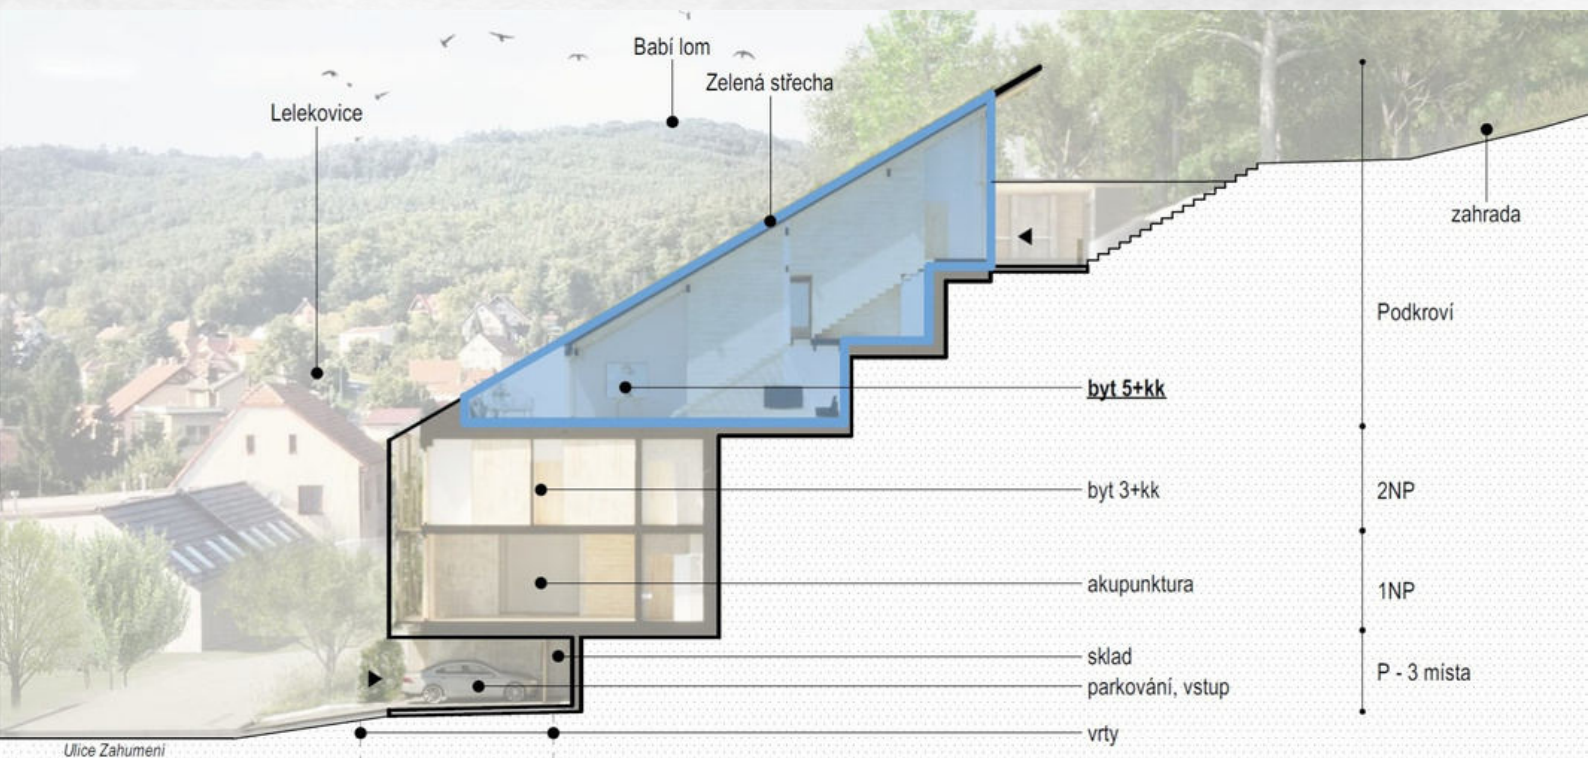 Babí lom
Zelená střecha
Lelekovice
zahrada
Podkroví
byt 5+kk
byt 3+kk
2NP
akupunktura
1NP
sklad
P - 3 místa
parkování, vstup
vrty
Ulice Zahumeni